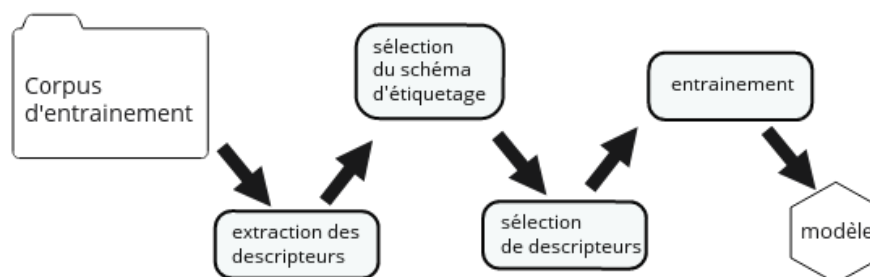 Corpus
d'entrainement
extraction des
descripteurs
sélection
du schéma
d'étiquetage
sélection
de descripteurs
entrainement
modèle